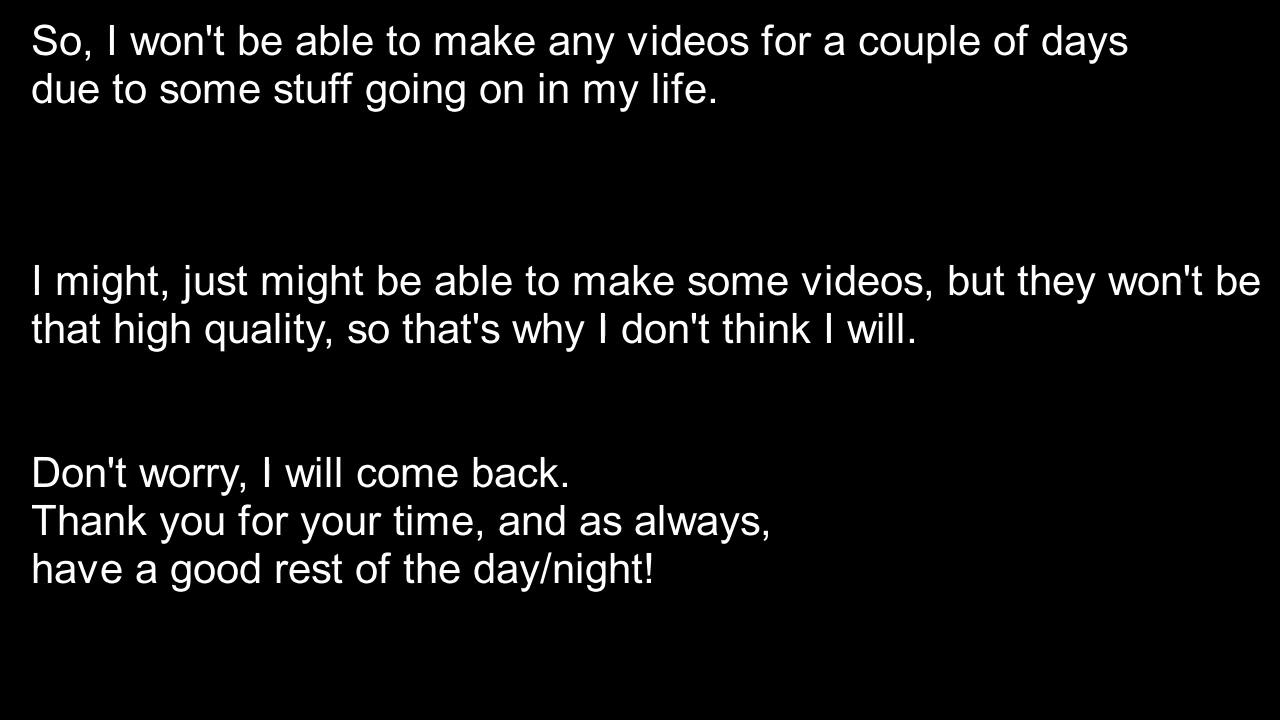 So, I won't be able to make any videos for a couple of days
due to some stuff going on in my life.
I might, just might be able to make some videos, but they won't be
that high quality, so that's why I don't think I will.
Don't worry, I will come back.
Thank you for your time, and as always,
have a good rest of the day/night!